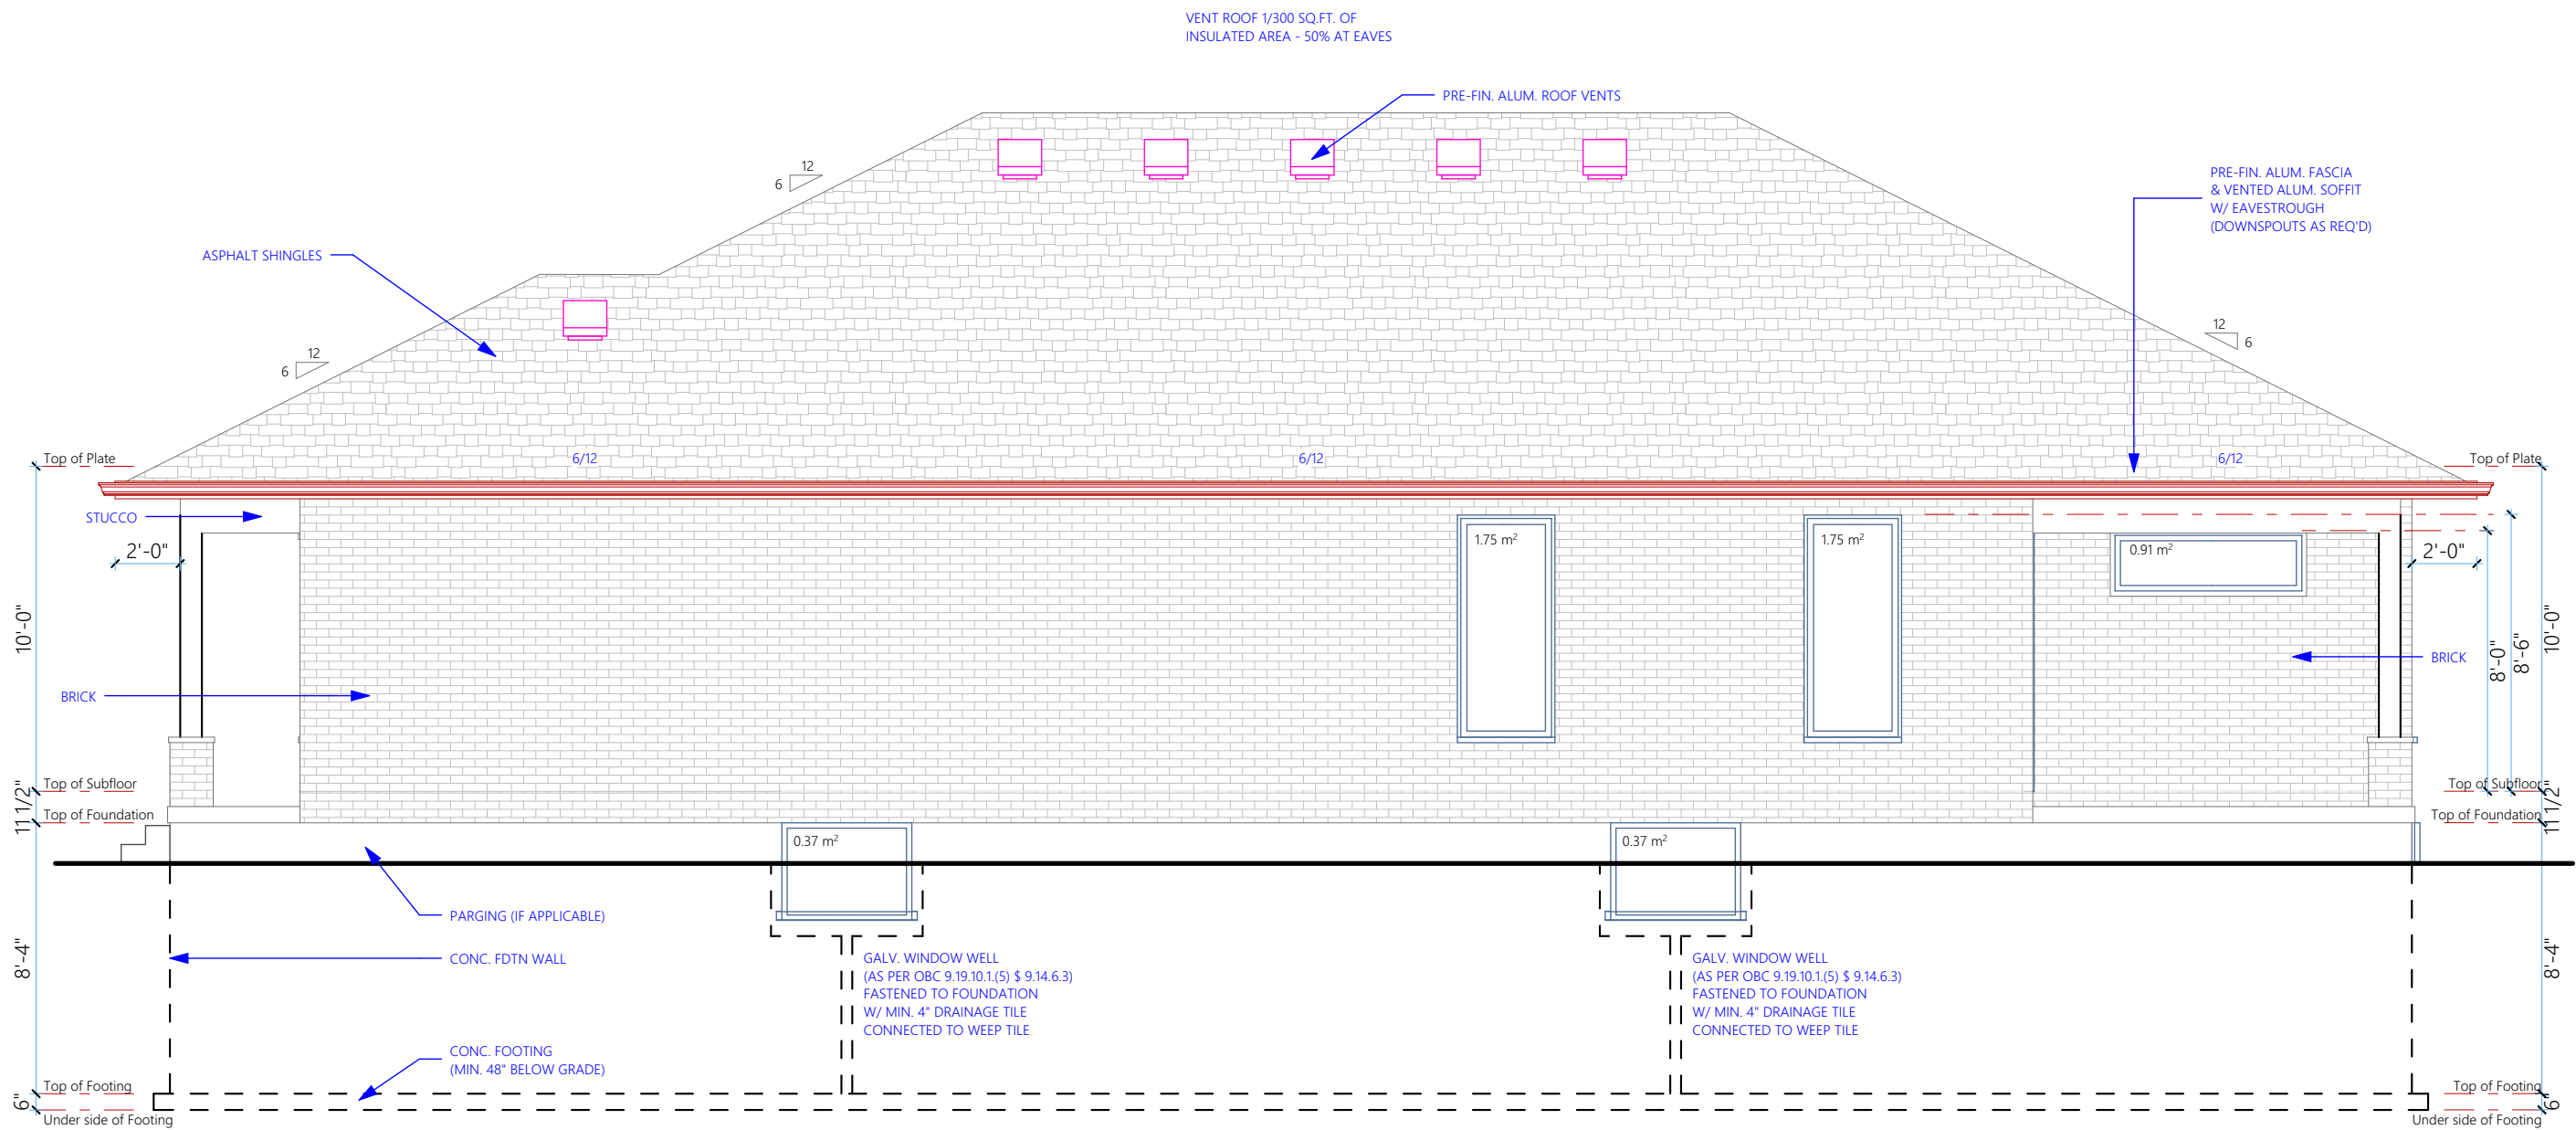 VENT ROOF 1/300 SQ.FT. OF
INSULATED AREA - 50% AT EAVES
PRE-FIN. ALUM. ROOF VENTS
12
6
PRE-FIN. ALUM. FASCIA
& VENTED ALUM. SOFFIT
W/ EAVESTROUGH
(DOWNSPOUTS AS REQ'D)
ASPHALT SHINGLES
12
6
12
6
Top of Plate
6/12
6/12
6/12
Top of Plate
STUCCO
2'-0"
1.75 m²
1.75 m²
0.91 m²
2'-0"
10'-0"
8'-0"
8'-6"
10'-0"
BRICK
BRICK
Top of Subfloor
Top of Subfloor
11 1/2"
11 1/2"
Top of Foundation
Top of Foundation
0.37 m²
0.37 m²
PARGING (IF APPLICABLE)
8'-4"
CONC. FDTN WALL
GALV. WINDOW WELL
(AS PER OBC 9.19.10.1.(5) $ 9.14.6.3)
FASTENED TO FOUNDATION
W/ MIN. 4" DRAINAGE TILE
CONNECTED TO WEEP TILE
GALV. WINDOW WELL
(AS PER OBC 9.19.10.1.(5) $ 9.14.6.3)
FASTENED TO FOUNDATION
W/ MIN. 4" DRAINAGE TILE
CONNECTED TO WEEP TILE
8'-4"
CONC. FOOTING
(MIN. 48" BELOW GRADE)
Top of Footing
Top of Footing
6"
6"
Under side of Footing
Under side of Footing